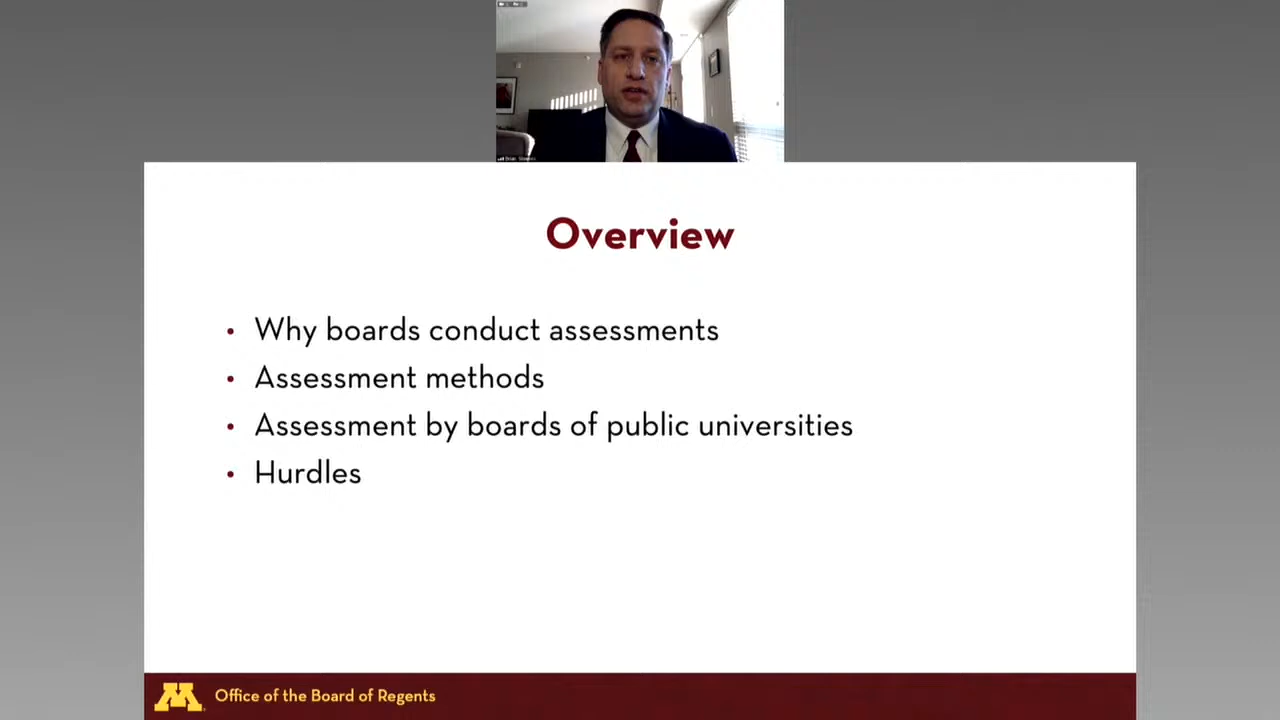 Brian
Overview
• Why boards conduct assessments
• Assessment methods
• Assessment by boards of public universities
• Hurdles
M
Office of the Board of Regents